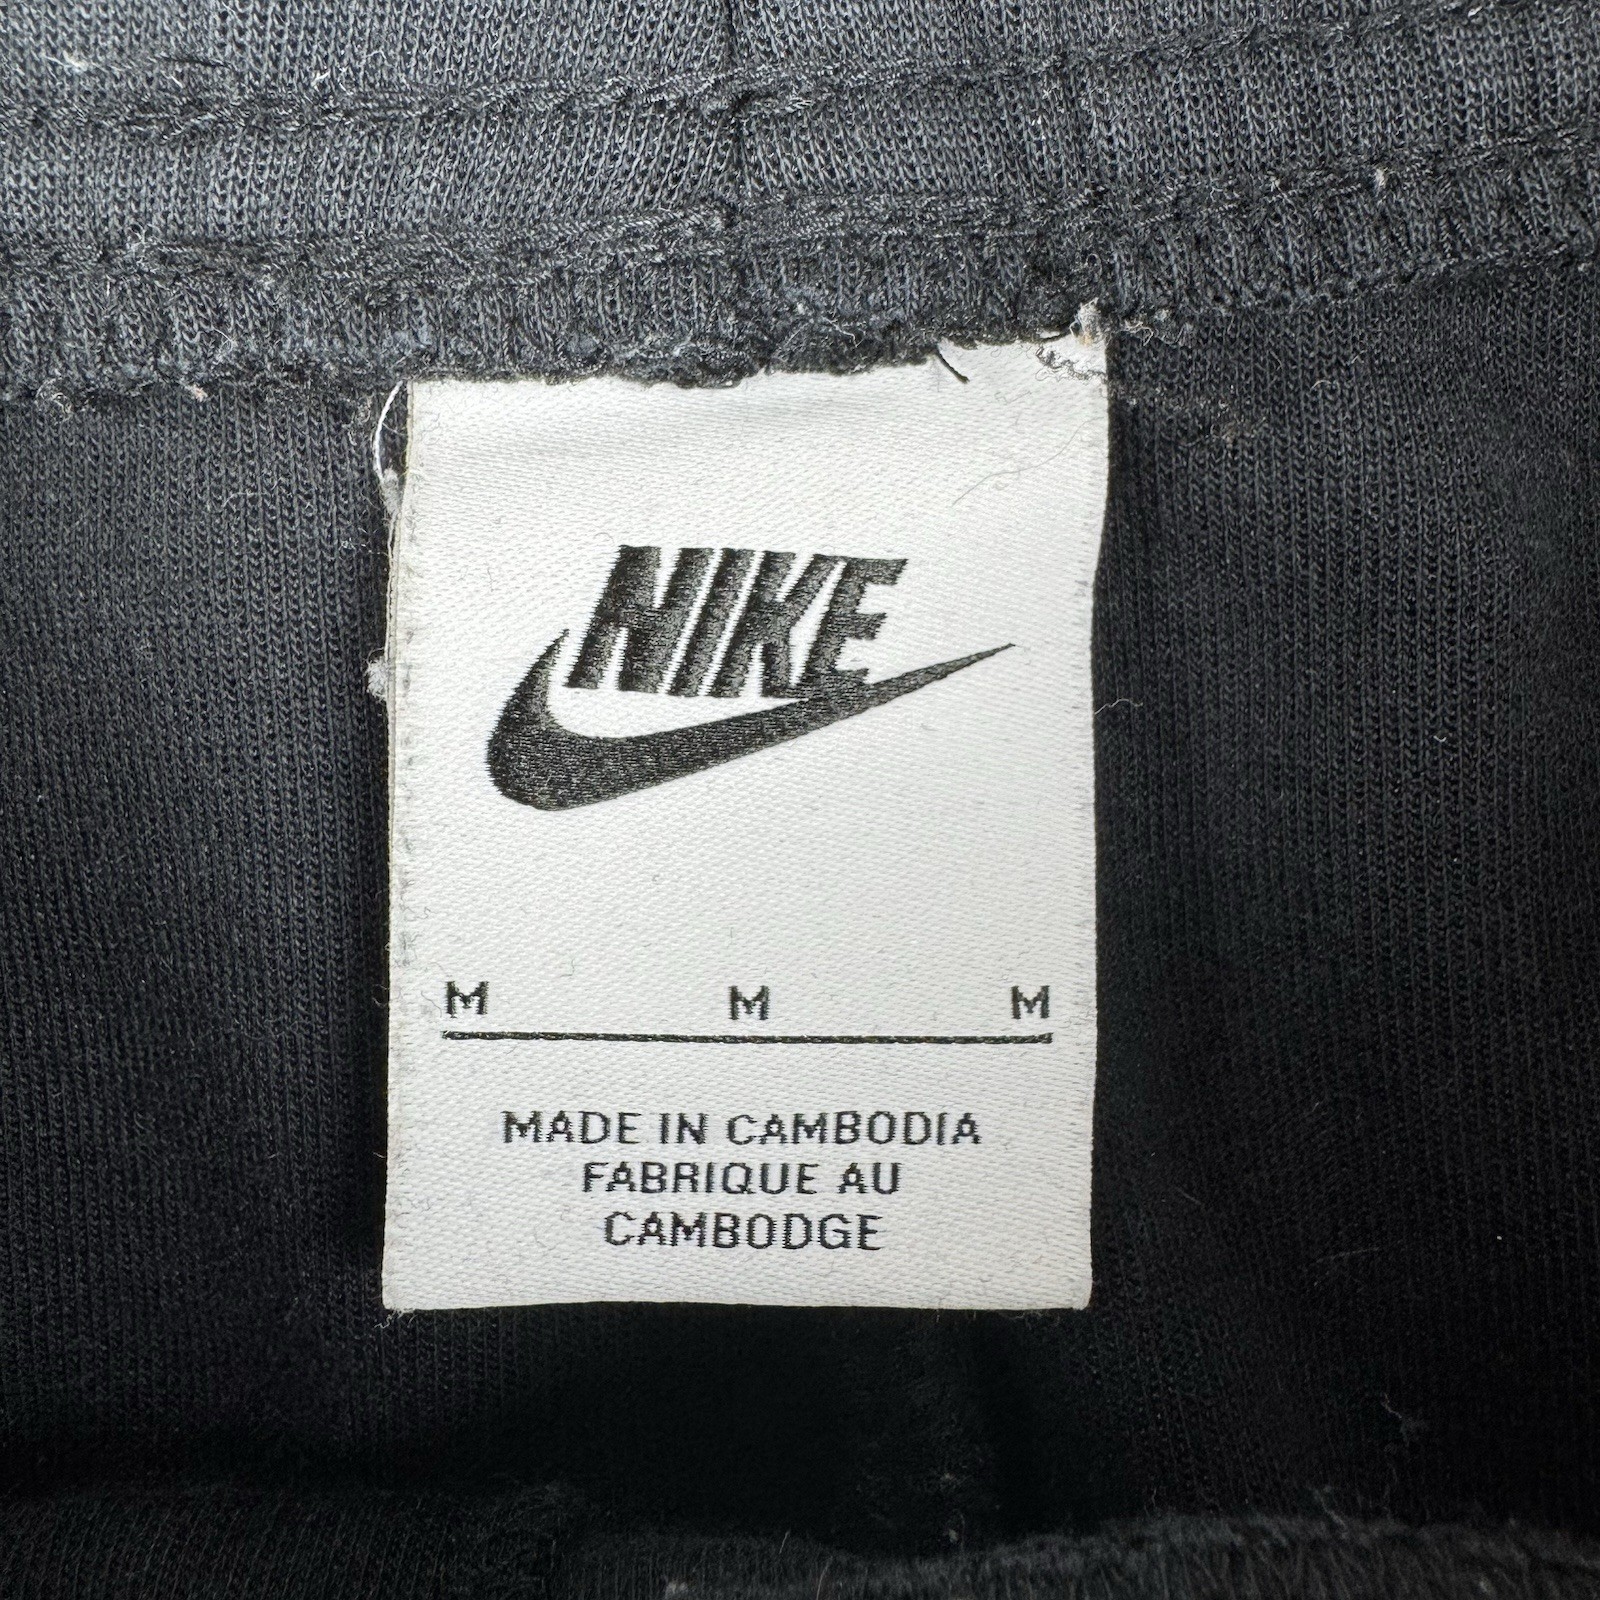 NIKE
M M M
MADE IN CAMBODIA
FABRIQUE AU
CAMBODGE